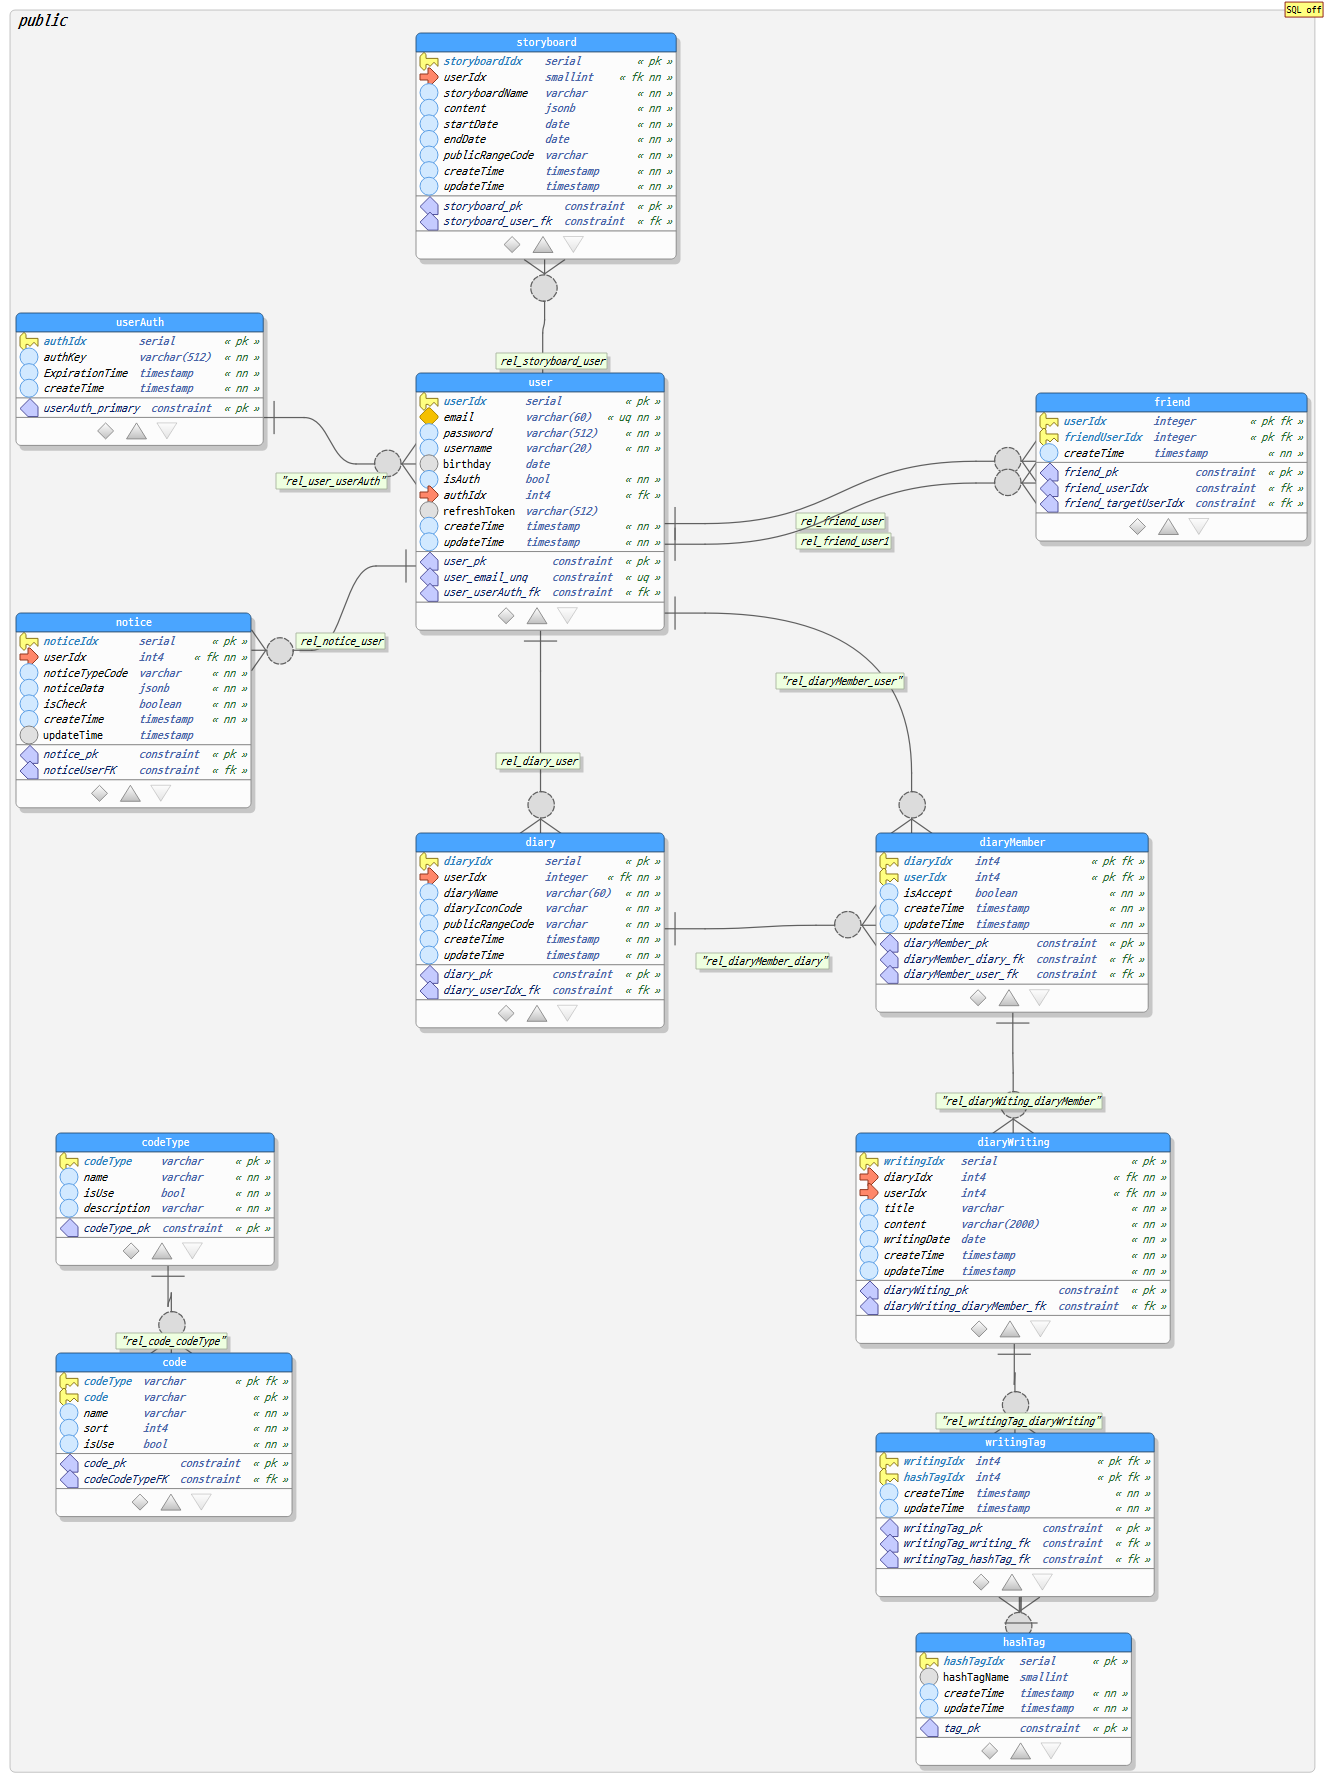 public
SQL off
storyboard
storyboardIdx serial « pk »
userIdx smallint « fk nn »
storyboardName varchar « nn »
content jsonb « nn »
startDate date « nn »
endDate date « nn »
publicRangeCode varchar « nn »
createTime timestamp « nn »
updateTime timestamp « nn »
storyboard_pk constraint « pk »
storyboard_user_fk constraint « fk »
rel_storyboard_user
userAuth
authIdx serial « pk »
authKey varchar(512) « nn »
ExpirationTime timestamp « nn »
createTime timestamp « nn »
userAuth_primary constraint « pk »
"rel_user_userAuth"
user
userIdx serial « pk »
email varchar(60) « uq nn »
password varchar(512) « nn »
username varchar(20) « nn »
birthday date
isAuth bool « nn »
authIdx int4 « fk »
refreshToken varchar(512)
createTime timestamp « nn »
updateTime timestamp « nn »
user_pk constraint « pk »
user_email_unq constraint « uq »
user_userAuth_fk constraint « fk »
friend
userIdx integer « pk fk »
friendUserIdx integer « pk fk »
createTime timestamp « nn »
friend_pk constraint « pk »
friend_userIdx constraint « fk »
friend_targetUserIdx constraint « fk »
rel_friend_user
rel_friend_user1
notice
noticeIdx serial « pk »
userIdx int4 « fk nn »
noticeTypeCode varchar « nn »
noticeData jsonb « nn »
isCheck boolean « nn »
createTime timestamp « nn »
updateTime timestamp
notice_pk constraint « pk »
noticeUserFK constraint « fk »
rel_notice_user
"rel_diaryMember_user"
rel_diary_user
diary
diaryIdx serial « pk »
userIdx integer « fk nn »
diaryName varchar(60) « nn »
diaryIconCode varchar « nn »
publicRangeCode varchar « nn »
createTime timestamp « nn »
updateTime timestamp « nn »
diary_pk constraint « pk »
diary_userIdx_fk constraint « fk »
"rel_diaryMember_diary"
diaryMember
diaryIdx int4 « pk fk »
userIdx int4 « pk fk »
isAccept boolean « nn »
createTime timestamp « nn »
updateTime timestamp « nn »
diaryMember_pk constraint « pk »
diaryMember_diary_fk constraint « fk »
diaryMember_user_fk constraint « fk »
"rel_diaryWiting_diaryMember"
codeType
codeType varchar « pk »
name varchar « nn »
isUse bool « nn »
description varchar « nn »
codeType_pk constraint « pk »
"rel_code_codeType"
code
codeType varchar « pk fk »
code varchar « pk »
name varchar « nn »
sort int4 « nn »
isUse bool « nn »
code_pk constraint « pk »
codeCodeTypeFK constraint « fk »
diaryWriting
writingIdx serial « pk »
diaryIdx int4 « fk nn »
userIdx int4 « fk nn »
title varchar « nn »
content varchar(2000) « nn »
writingDate date « nn »
createTime timestamp « nn »
updateTime timestamp « nn »
diaryWiting_pk constraint « pk »
diaryWriting_diaryMember_fk constraint « fk »
"rel_writingTag_diaryWriting"
writingTag
writingIdx int4 « pk fk »
hashTagIdx int4 « pk fk »
createTime timestamp « nn »
updateTime timestamp « nn »
writingTag_pk constraint « pk »
writingTag_writing_fk constraint « fk »
writingTag_hashTag_fk constraint « fk »
hashTag
hashTagIdx serial « pk »
hashTagName smallint
createTime timestamp « nn »
updateTime timestamp « nn »
tag_pk constraint « pk »